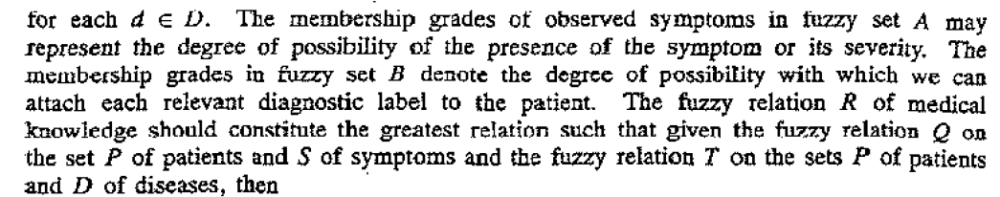 for each d ∈ D. The membership grades of observed symptoms in fuzzy set A may
represent the degree of possibility of the presence of the symptom or its severity. The
membership grades in fuzzy set B denote the degree of possibility with which we can
attach each relevant diagnostic label to the patient. The fuzzy relation R of medical
knowledge should constitute the greatest relation such that given the fuzzy relation Q on
the set P of patients and S of symptoms and the fuzzy relation T on the sets P of patients
and D of diseases, then